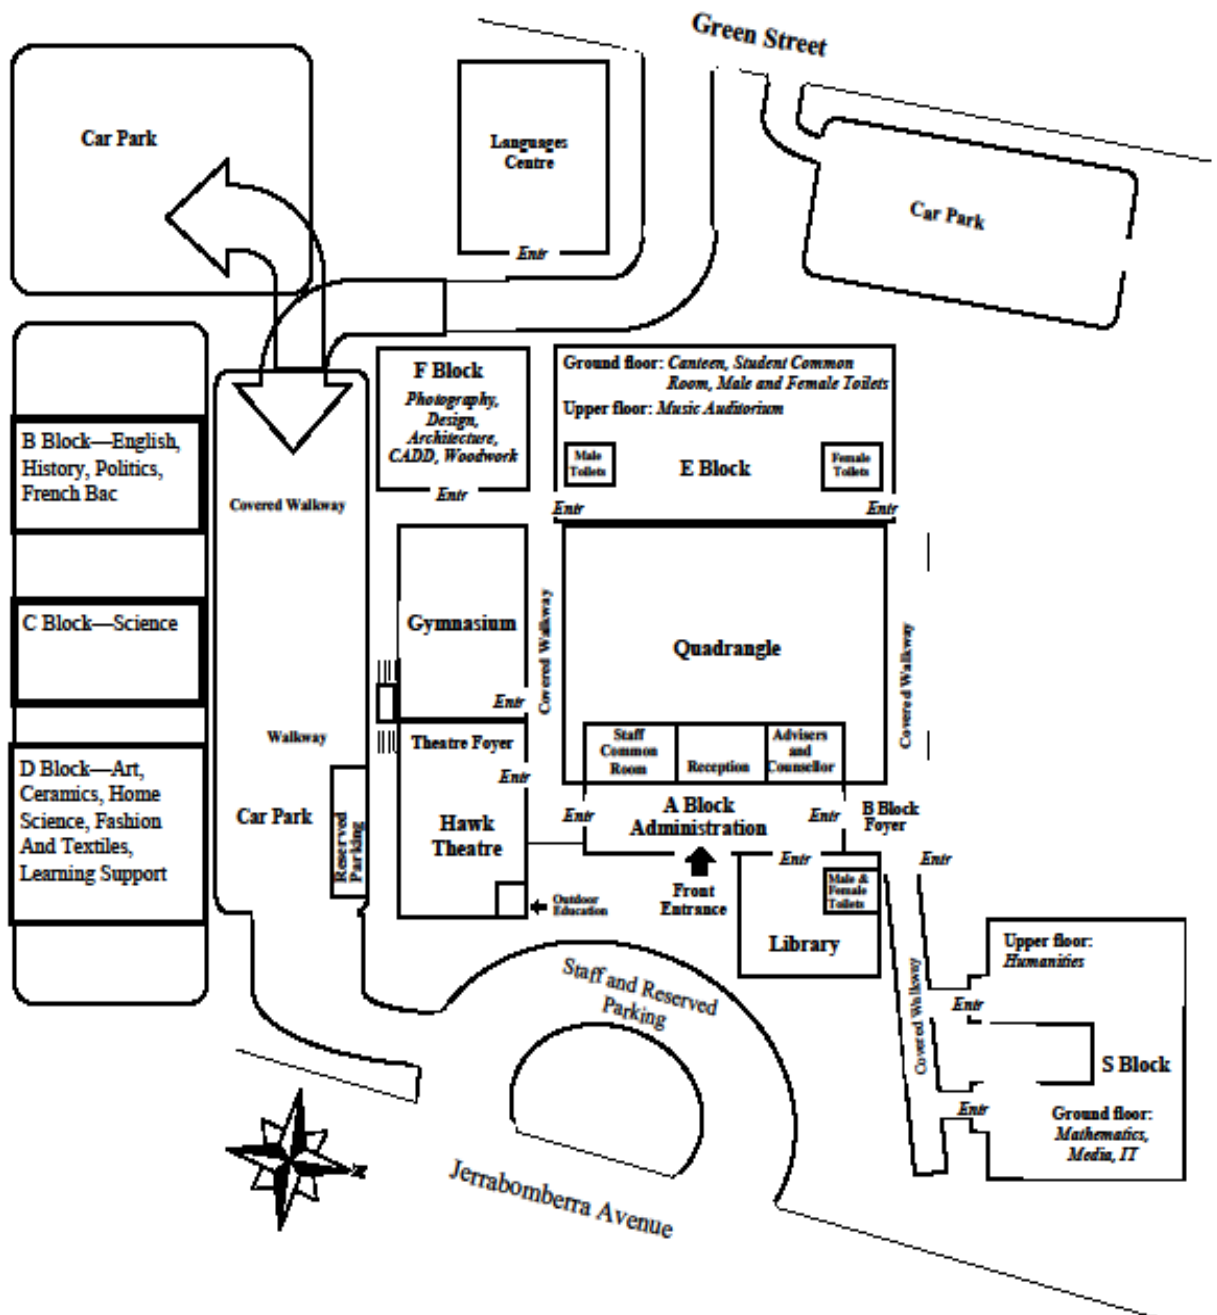 Green Street
Car Park
Languages
Centre
Entr
Car Park
F Block
Photography,
Design,
Architecture,
CADD, Woodwork
Entr
Ground floor: Canteen, Student Common
Room, Male and Female Toilets
Upper floor: Music Auditorium
Male
Toilets
E Block
Female
Toilets
Entr
Entr
B Block—English,
History, Politics,
French Bac
Covered Walkway
C Block—Science
Gymnasium
Entr
Covered Walkway
Quadrangle
Covered Walkway
Walkway
Theatre Foyer
Entr
Staff
Common
Room
Reception
Advisers
and
Counsellor
D Block—Art,
Ceramics, Home
Science, Fashion
And Textiles,
Learning Support
Car Park
Reserved
Parking
Hawk
Theatre
Entr
A Block
Administration
Entr
B Block
Foyer
Entr
Entr
Front
Entrance
Male &
Female
Toilets
Outdoor
Education
Library
Staff and Reserved
Parking
Covered Walkway
Upper floor:
Humanities
Entr
S Block
Entr
Ground floor:
Mathematics,
Media, IT
N
Jerrabomberra Avenue